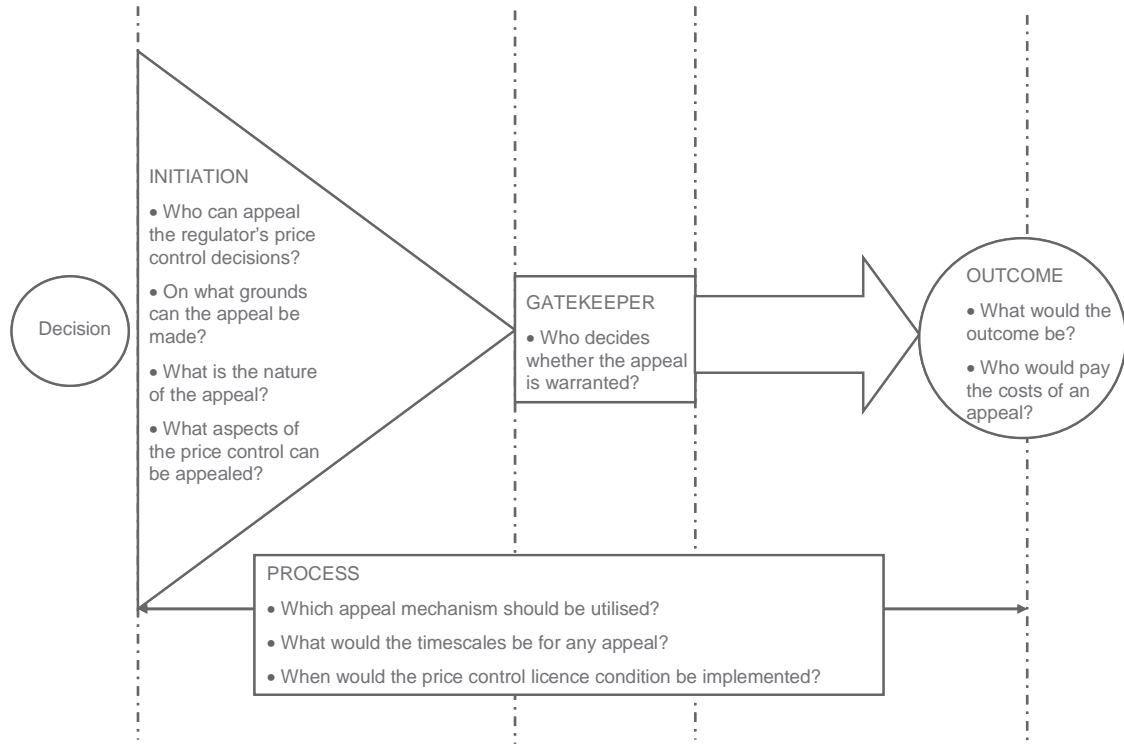 Decision
INITIATION
• Who can appeal
the regulator's price
control decisions?
• On what grounds
can the appeal be
made?
• What is the nature
of the appeal?
• What aspects of
the price control can
be appealed?
GATEKEEPER
• Who decides
whether the appeal
is warranted?
OUTCOME
• What would the
outcome be?
• Who would pay
the costs of an
appeal?
PROCESS
• Which appeal mechanism should be utilised?
• What would the timescales be for any appeal?
• When would the price control licence condition be implemented?